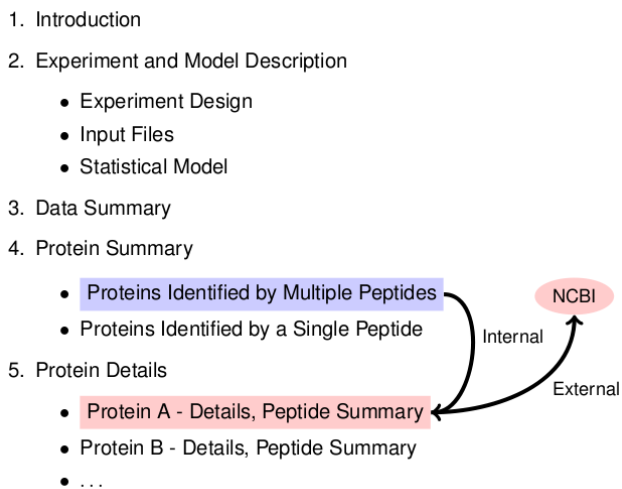 1. Introduction
2. Experiment and Model Description
• Experiment Design
• Input Files
• Statistical Model
3. Data Summary
4. Protein Summary
• Proteins Identified by Multiple Peptides
NCBI
• Proteins Identified by a Single Peptide
Internal
5. Protein Details
External
• Protein A - Details, Peptide Summary
• Protein B - Details, Peptide Summary
• . . .